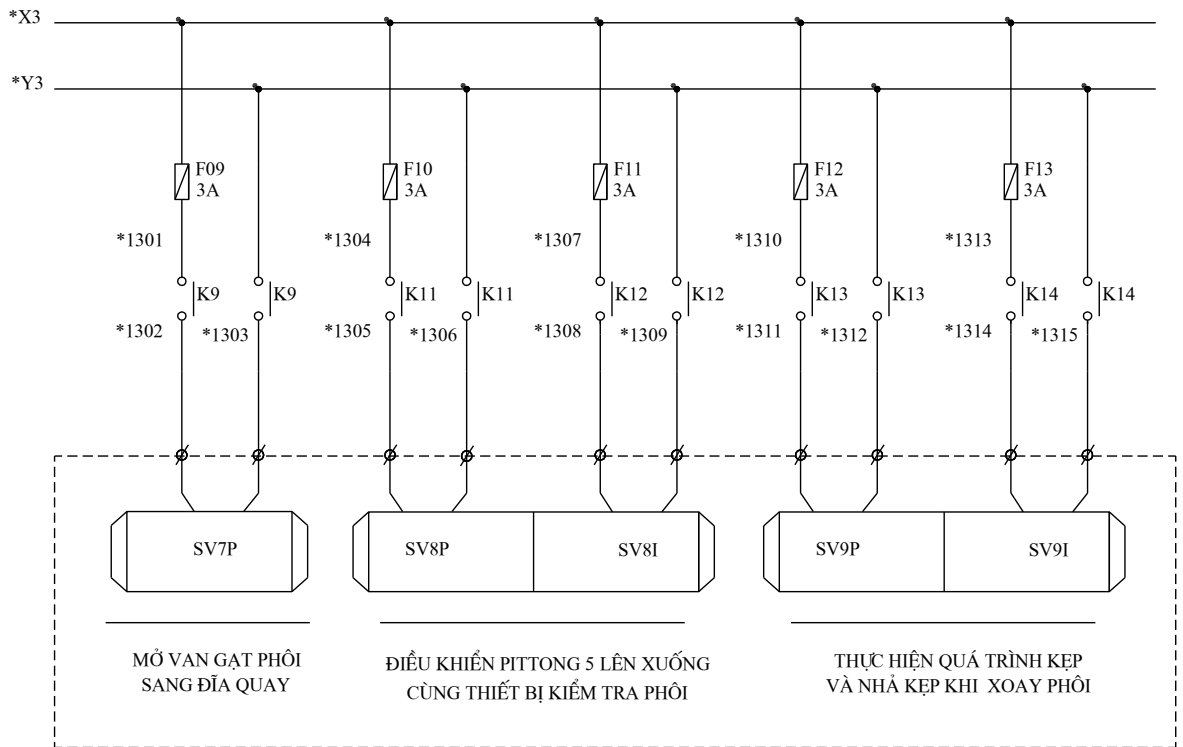 *X3
*Y3
F09
3A
F10
3A
F11
3A
F12
3A
F13
3A
*1301
*1304
*1307
*1310
*1313
K9
K9
K11
K11
K12
K12
K13
K13
K14
K14
*1302
*1303
*1305
*1306
*1308
*1309
*1311
*1312
*1314
*1315
SV7P
SV8P
SV8I
SV9P
SV9I
MỞ VAN GẠT PHÔI
SANG ĐĨA QUAY
ĐIỀU KHIỂN PITTONG 5 LÊN XUỐNG
CÙNG THIẾT BỊ KIỂM TRA PHÔI
THỰC HIỆN QUÁ TRÌNH KẸP
VÀ NHẢ KẸP KHI XOAY PHÔI